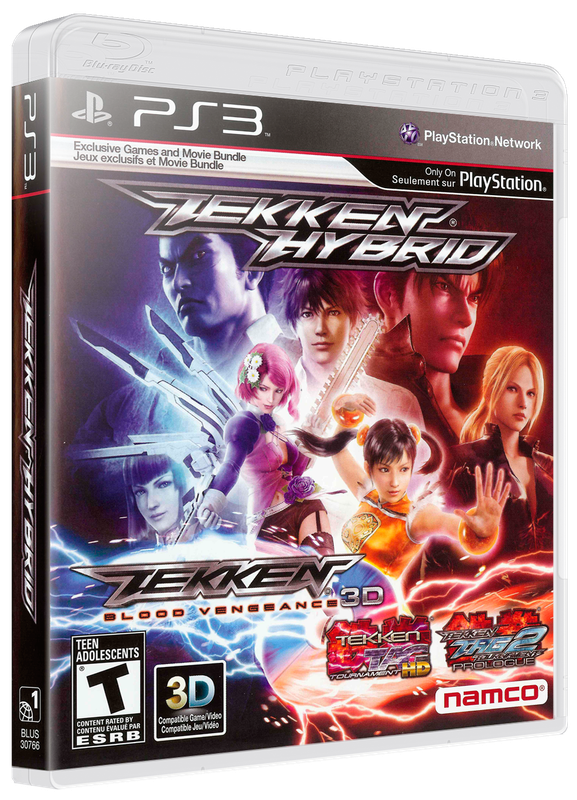 Blu-ray Disc
PLAYSTATION 3
PS3
PlayStation Network
Exclusive Games and Movie Bundle
Jeux exclusifs et Movie Bundle
Only On
Seulement sur PlayStation®
TEKKEN®
HYBRID
TEKKEN®
BLOOD VENGEANCE 3D
TEKKEN
TAG
TOURNAMENT HD
TEKKEN
TAG 2
TOURNAMENT
PROLOGUE
TEEN
ADOLESCENTS
T
CONTENT RATED BY
CONTENU ÉVALUÉ PAR
ESRB
3D
Compatible Game/Video
Compatible Jeu/Vidéo
namco®
PS3
TEKKEN HYBRID
1
BLUS
30766